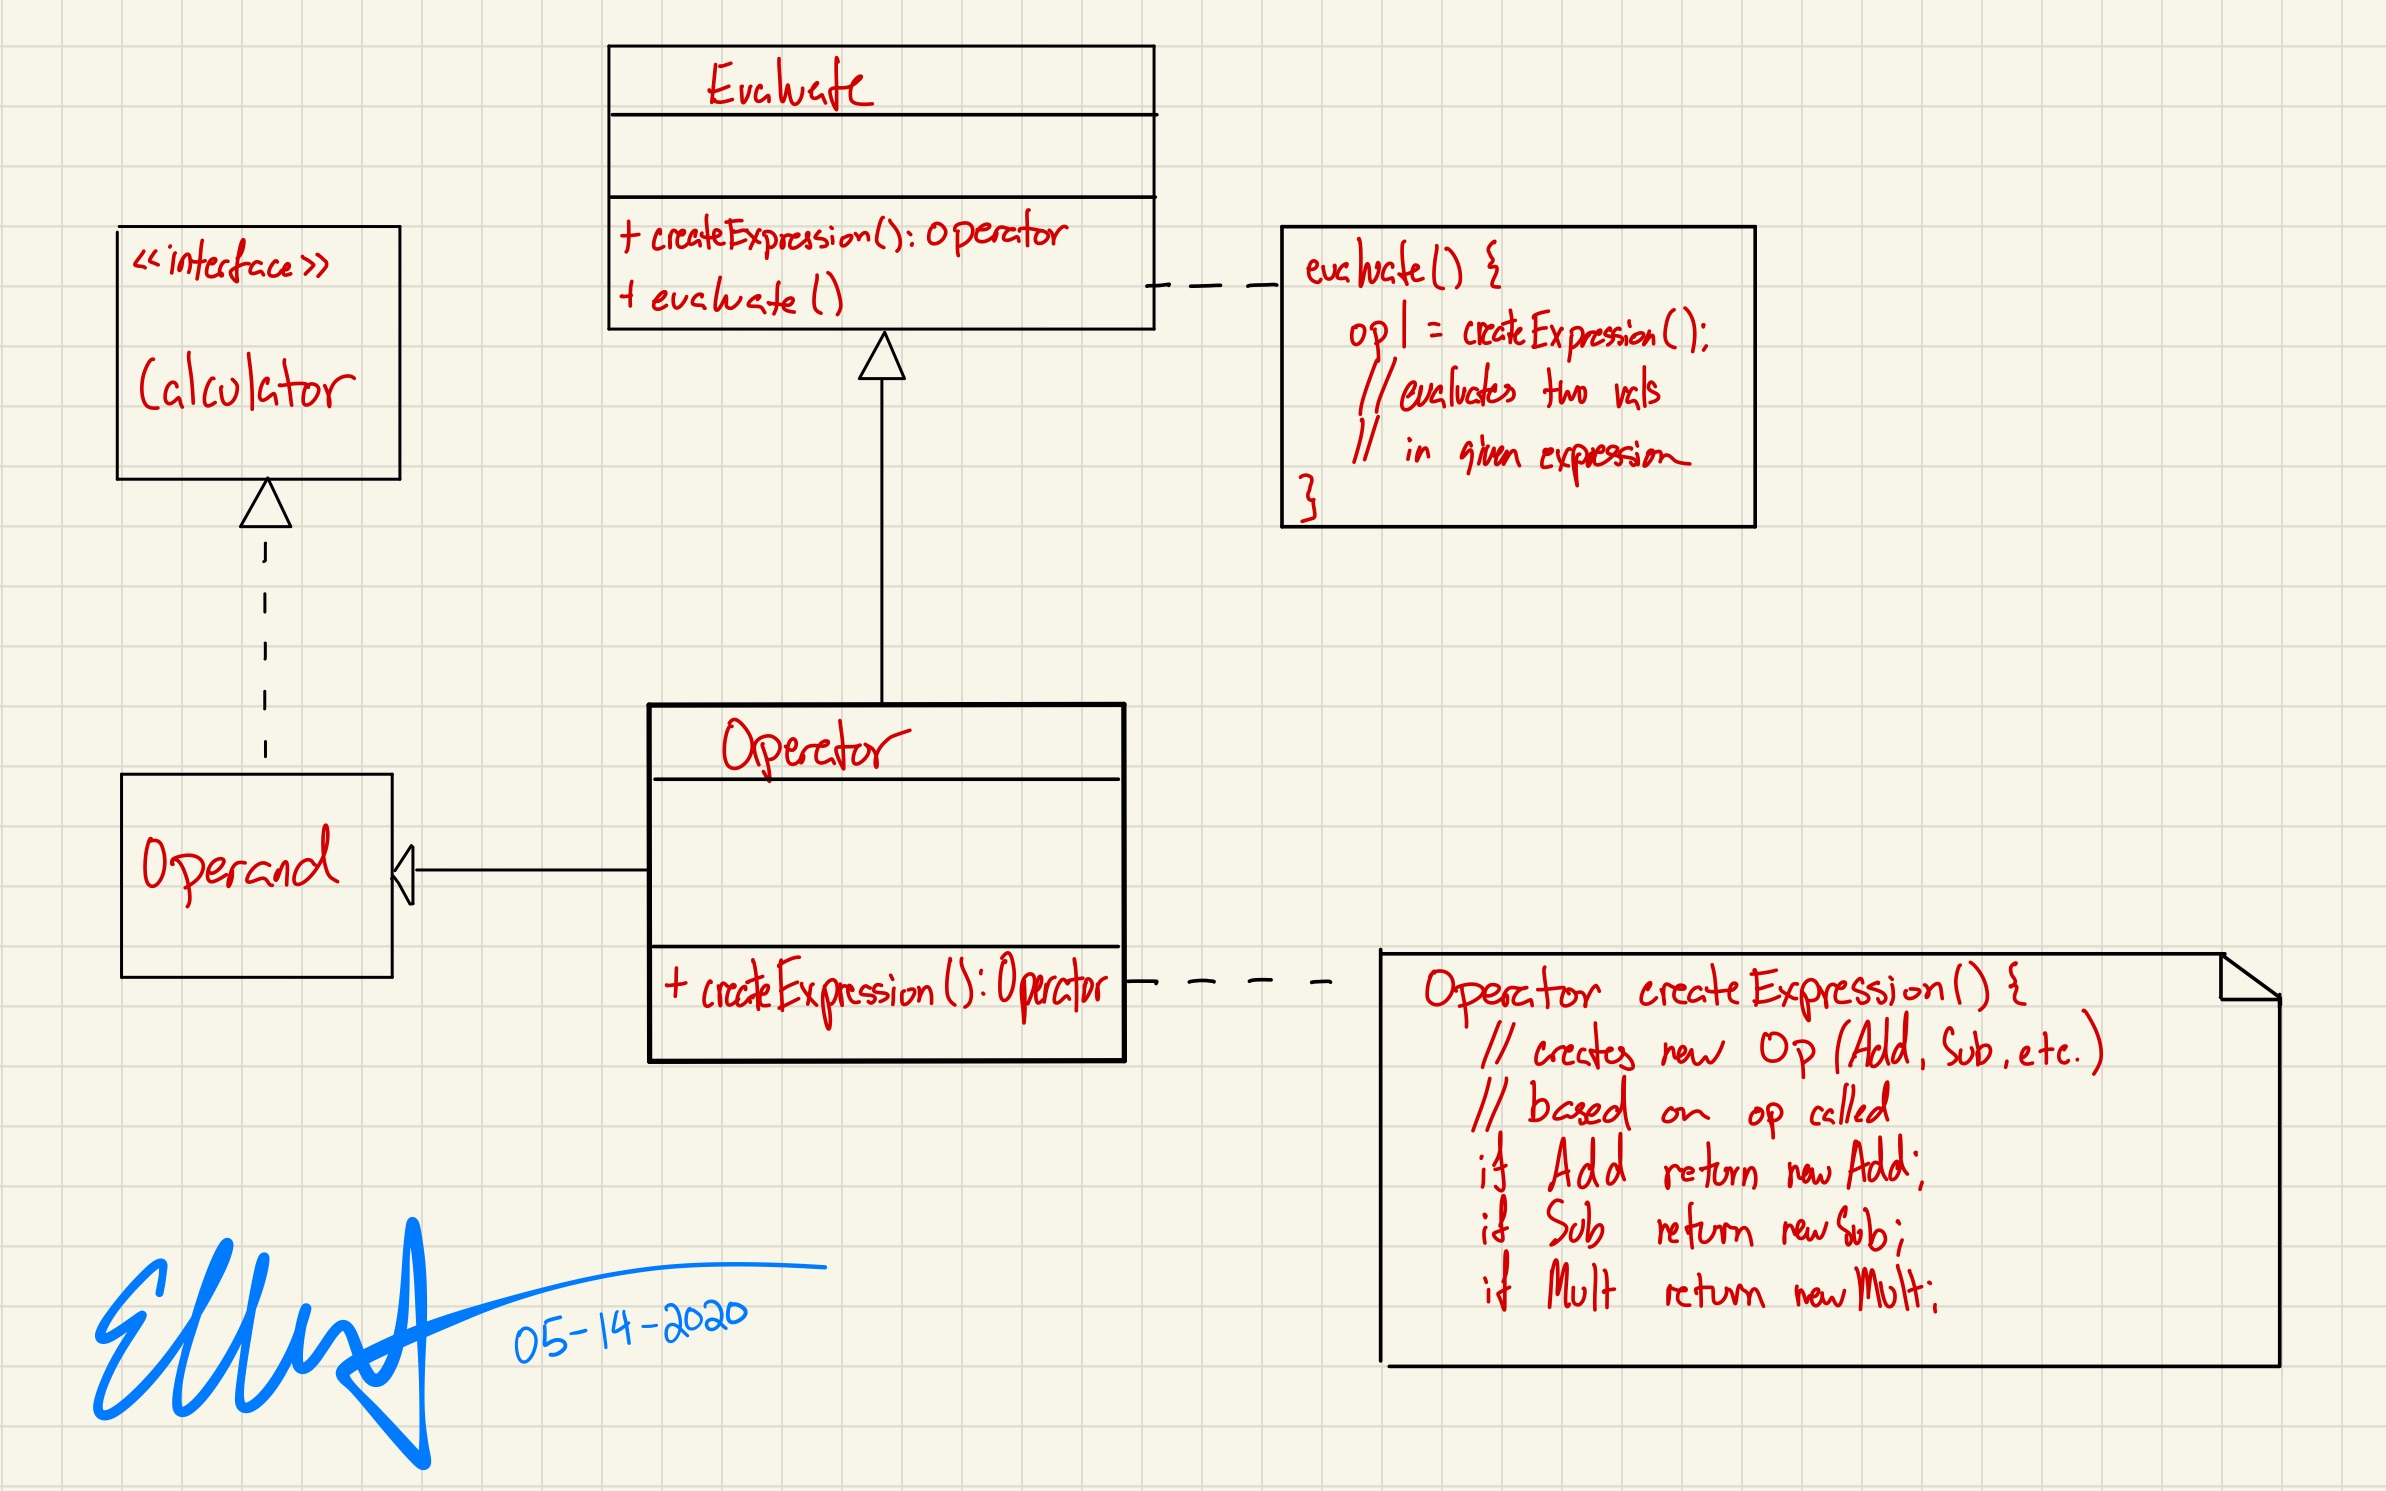 Evaluate
+ createExpression(): Operator
+ evaluate()
<<interface>>
Calculator
evaluate() {
op1 = createExpression();
// evaluates two vals
// in given expression
}
Operator
+ createExpression(): Operator
Operand
Operator createExpression() {
// creates new Op (Add, Sub, etc.)
// based on op called
if Add return new Add;
if Sub return new Sub;
if Mult return new Mult;
05-14-2020